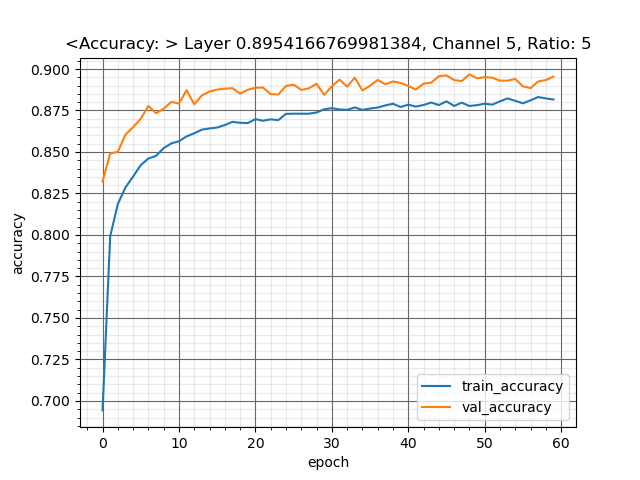 <Accuracy: > Layer 0.8954166769981384, Channel 5, Ratio: 5
0.900
0.875
0.850
0.825
0.800
0.775
0.750
0.725
0.700
accuracy
train_accuracy
val_accuracy
0 10 20 30 40 50 60
epoch